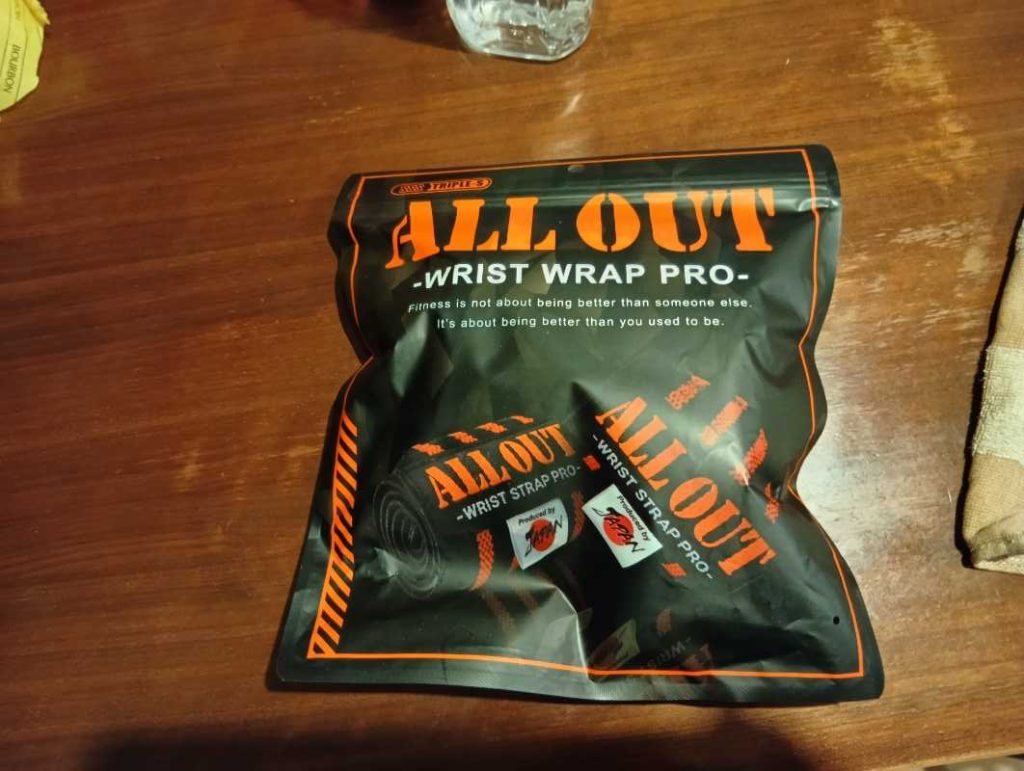 BOURBON
TRIPLE-S
ALL OUT
-WRIST WRAP PRO-
Fitness is not about being better than someone else.
It's about being better than you used to be.
ALL OUT
-WRIST STRAP PRO-
Produced by
JAPAN
ALL OUT
-WRIST STRAP PRO-
Produced by
JAPAN